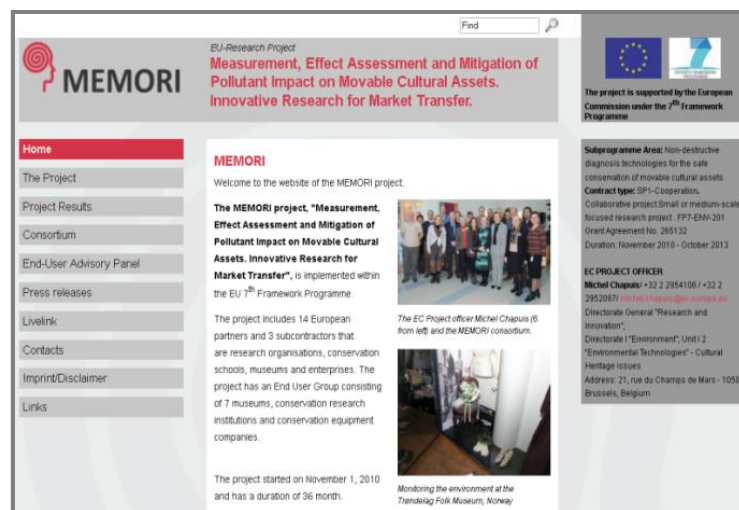 Find
MEMORI
EU-Research Project
Measurement, Effect Assessment and Mitigation of
Pollutant Impact on Movable Cultural Assets.
Innovative Research for Market Transfer.
The project is supported by the European
Commission under the 7th Framework
Programme
Home
The Project
Project Results
Consortium
End-User Advisory Panel
Press releases
Livelink
Contacts
Imprint/Disclaimer
Links
MEMORI
Welcome to the website of the MEMORI project.
The MEMORI project, "Measurement,
Effect Assessment and Mitigation of
Pollutant Impact on Movable Cultural
Assets. Innovative Research for
Market Transfer", is implemented within
the EU 7th Framework Programme.
The project includes 14 European
partners and 3 subcontractors that
are research organisations, conservation
schools, museums and enterprises. The
project has an End User Group consisting
of 7 museums, conservation research
institutions and conservation equipment
companies.
The project started on November 1, 2010
and has a duration of 36 month.
The EC Project officer Michel Chapuis (6.
from left) and the MEMORI consortium.
Monitoring the environment at the
Trøndelag Folk Museum, Norway
Subprogramme Area: Non-destructive
diagnosis technologies for the safe
conservation of movable cultural assets
Contract type: SP1-Cooperation.
Collaborative project Small or medium-scale
focused research project. FP7-ENV-201
Grant Agreement No. 265132
Duration: November 2010 - October 2013
EC PROJECT OFFICER
Michel Chapuis/ +32 2 2954106 / +32 2
2952097/ michel.chapuis@ec.europa.eu
Directorate General "Research and
Innovation",
Directorate I "Environment", Unit I.2
"Environmental Technologies" - Cultural
Heritage issues
Address: 21, rue du Champs de Mars - 1050
Brussels, Belgium